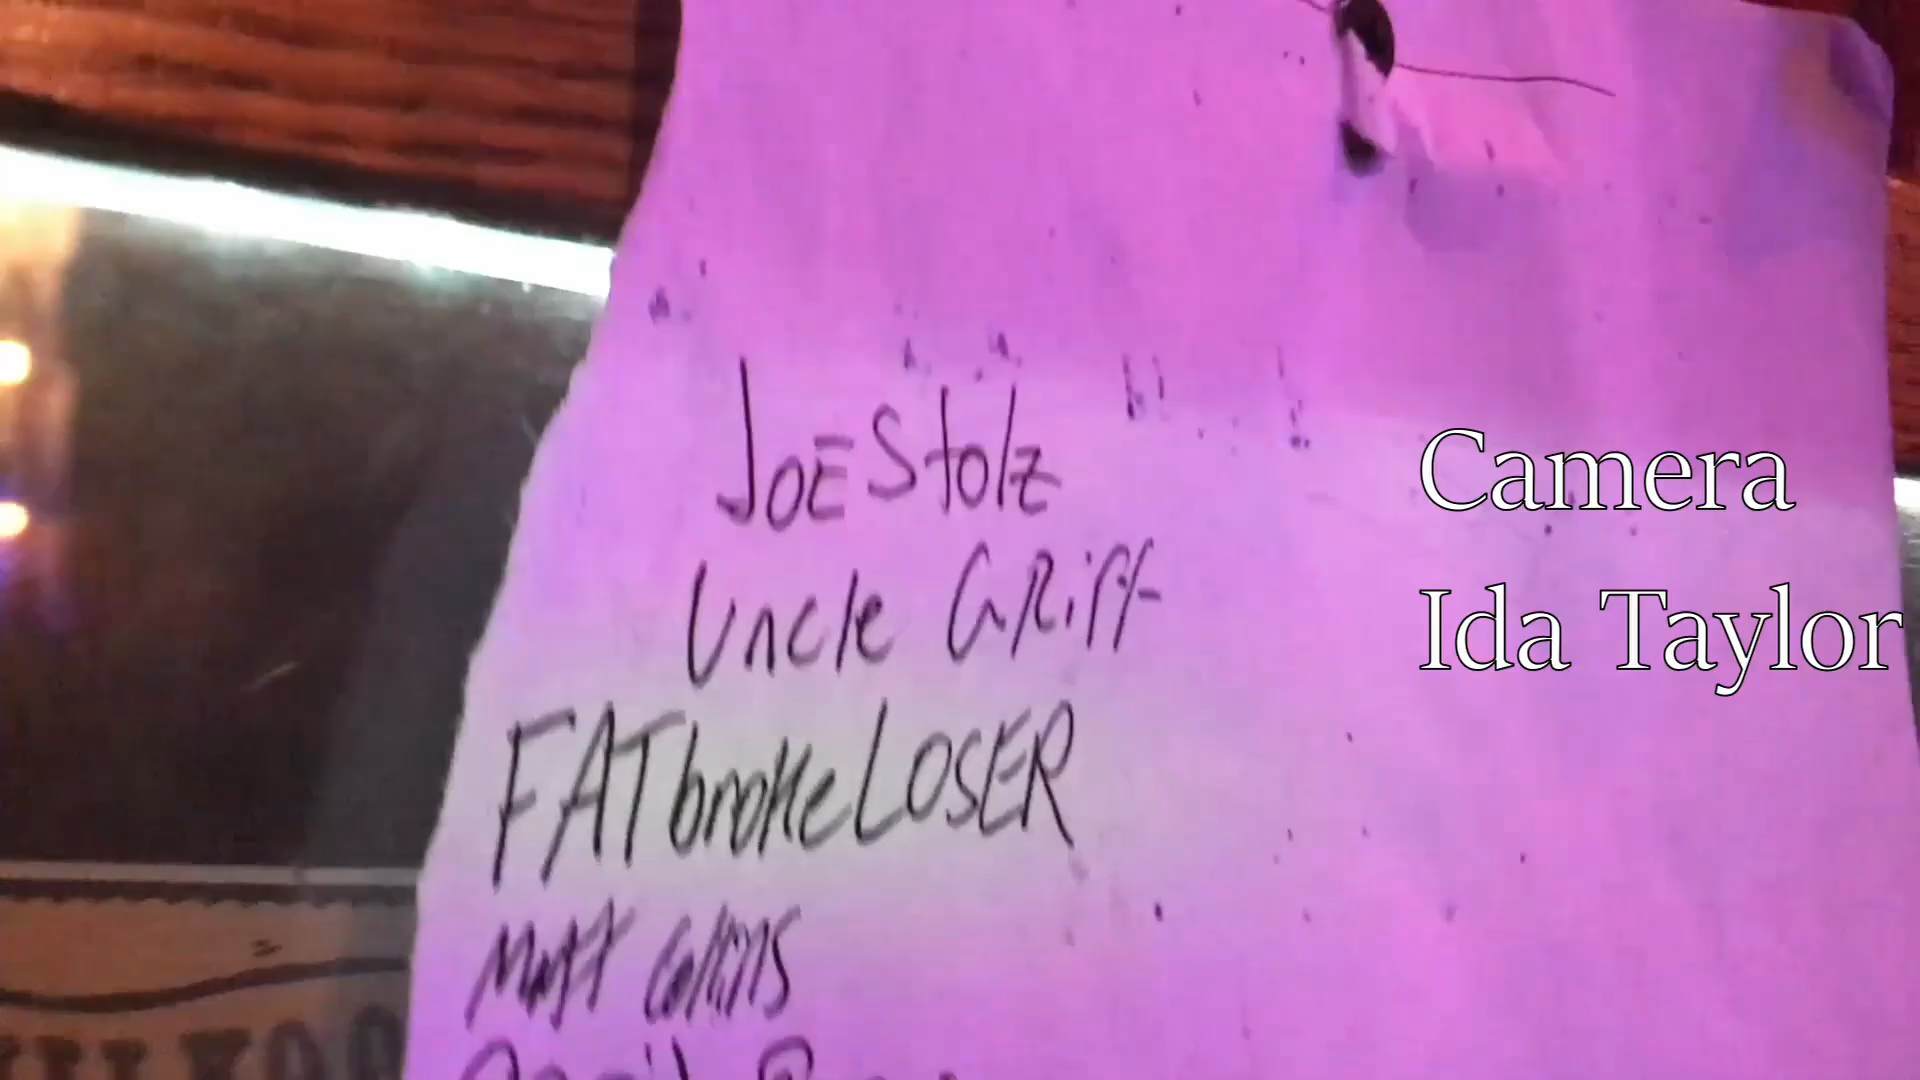 JOE Stolz
Uncle GRiff
FATbrokeLOSER
Matt Collins
Camera
Ida Taylor